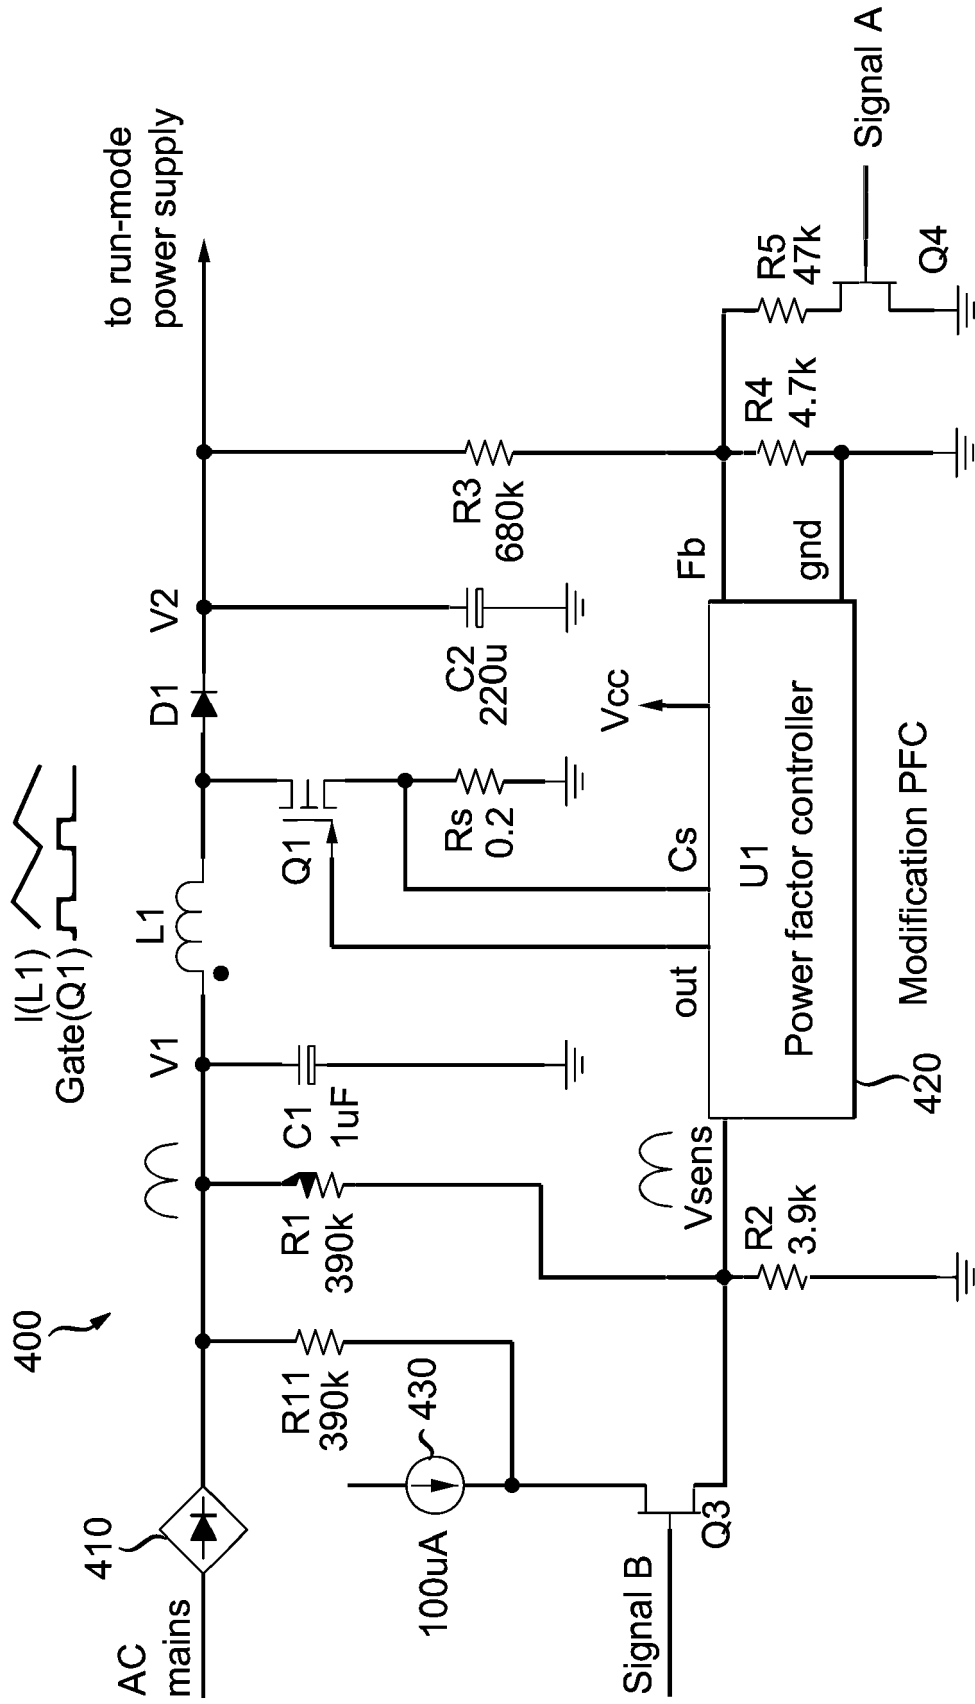 400
I(L1)
Gate(Q1)
to run-mode
power supply
AC
mains
410
V1
L1
D1
V2
R11
390k
R1
390k
C1
1uF
Q1
Rs
0.2
C2
220u
R3
680k
100uA
430
Signal B
Q3
Vsens
R2
3.9k
out
Cs
Vcc
Fb
gnd
U1
Power factor controller
420
Modification PFC
R4
4.7k
R5
47k
Q4
Signal A